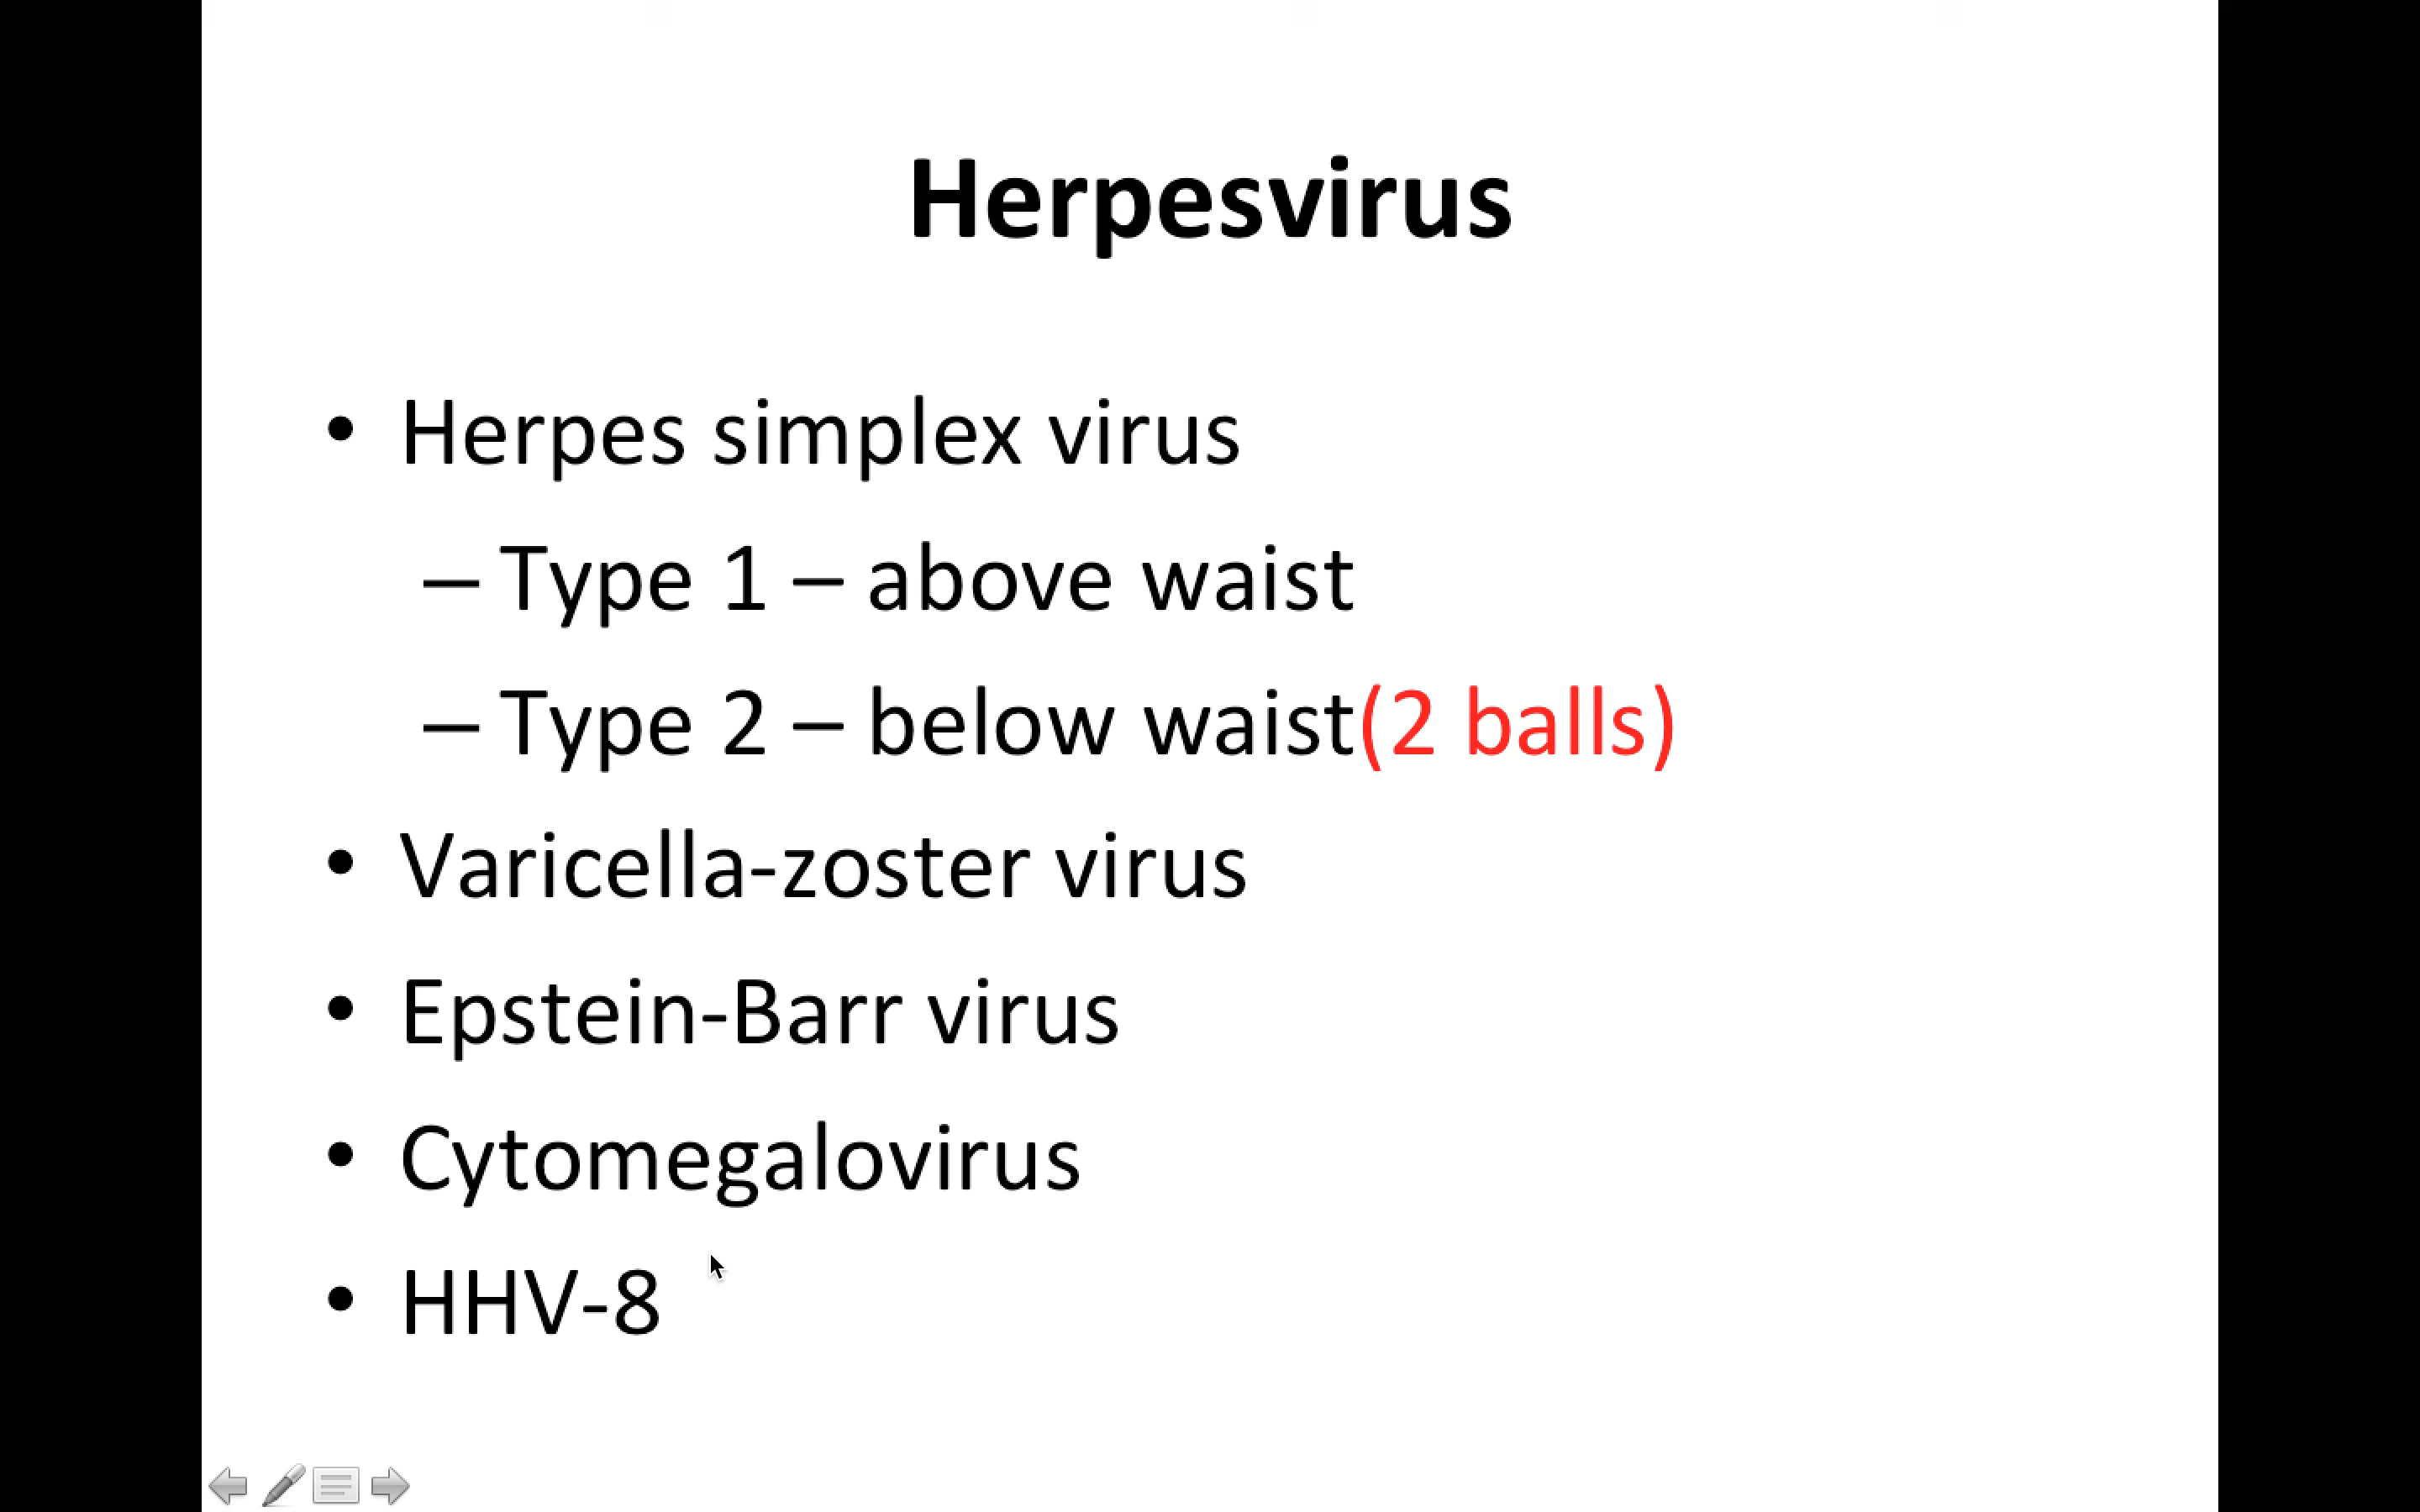 Herpesvirus
• Herpes simplex virus
– Type 1 – above waist
– Type 2 – below waist(2 balls)
• Varicella-zoster virus
• Epstein-Barr virus
• Cytomegalovirus
• HHV-8